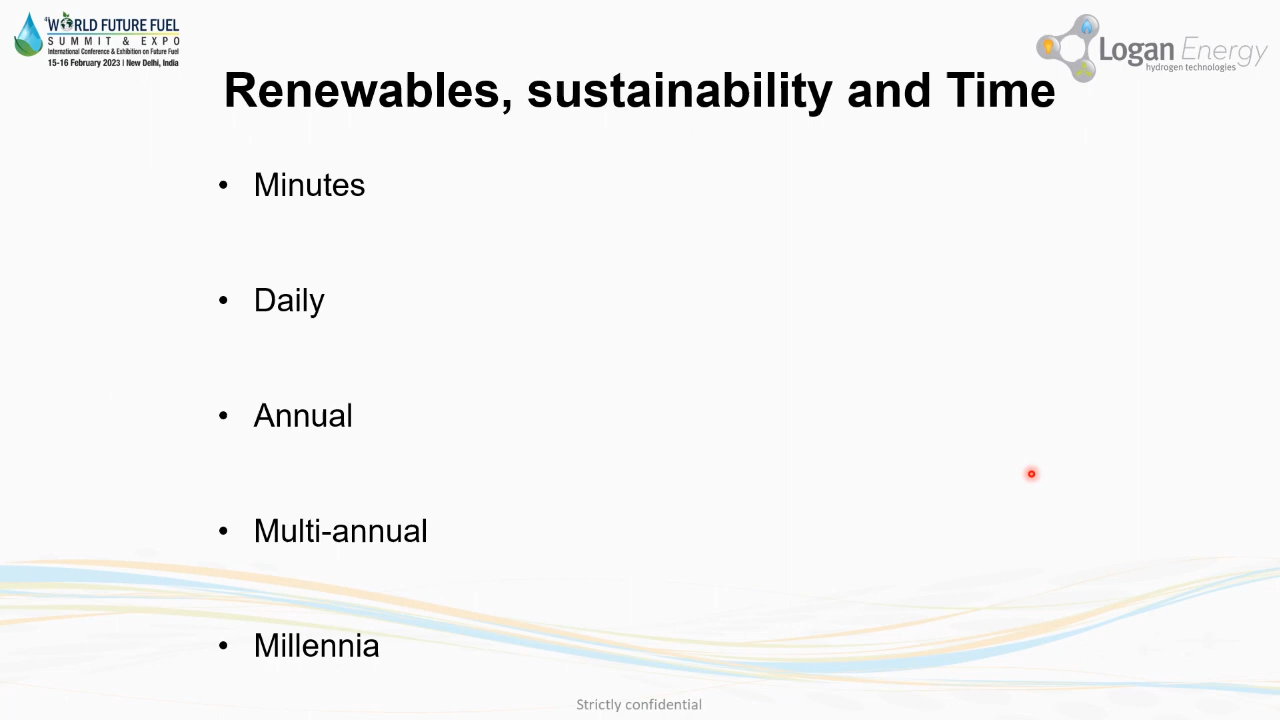 4th WORLD FUTURE FUEL
SUMMIT & EXPO
International Conference & Exhibition on Future Fuel
15-16 February 2023 | New Delhi, India
Logan Energy
hydrogen technologies
Renewables, sustainability and Time
• Minutes
• Daily
• Annual
• Multi-annual
• Millennia
Strictly confidential